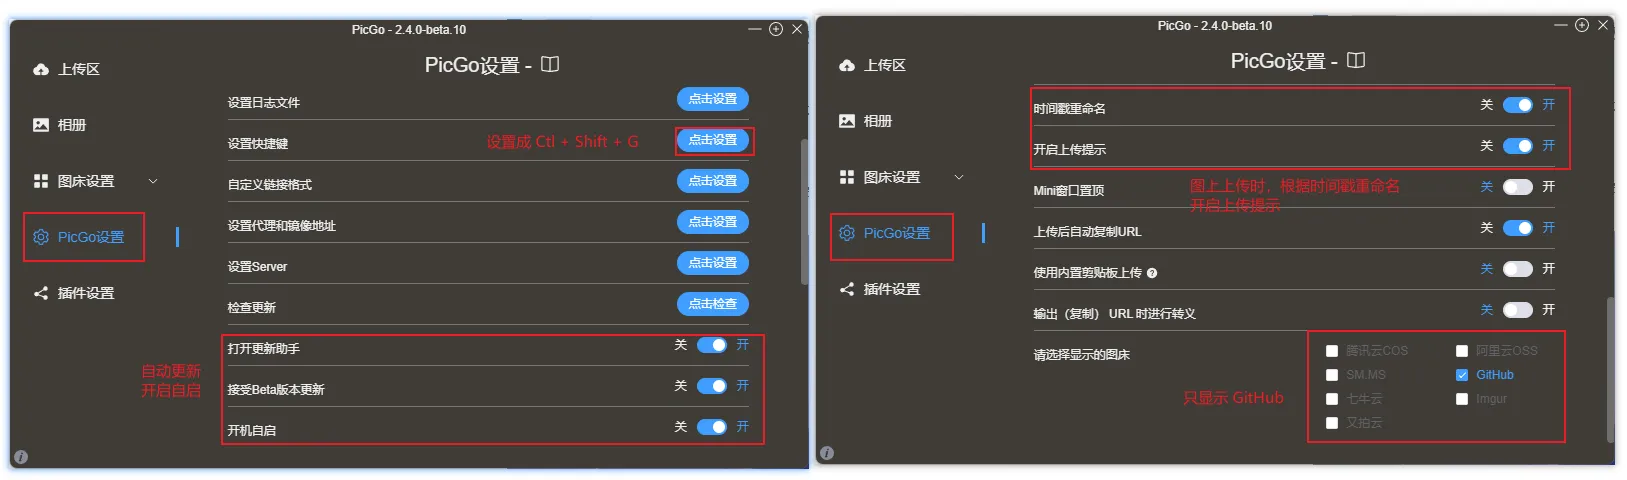 PicGo - 2.4.0-beta.10
PicGo设置 -
上传区
相册
图床设置
PicGo设置
插件设置
设置日志文件 点击设置
设置快捷键 设置成 Ctl + Shift + G 点击设置
自定义链接格式 点击设置
设置代理和镜像地址 点击设置
设置Server 点击设置
检查更新 点击检查
打开更新助手 关 开
接受Beta版本更新 关 开
开机自启 关 开
自动更新
开启自启
PicGo - 2.4.0-beta.10
PicGo设置 -
上传区
相册
图床设置
PicGo设置
插件设置
时间戳重命名 关 开
开启上传提示 关 开
Mini窗口置顶 关 开
图上上传时，根据时间戳重命名
开启上传提示
上传后自动复制URL 关 开
使用内置剪贴板上传 关 开
输出（复制） URL 时进行转义 关 开
请选择显示的图床
腾讯云COS 阿里云OSS
SM.MS GitHub
七牛云 Imgur
又拍云
只显示 GitHub